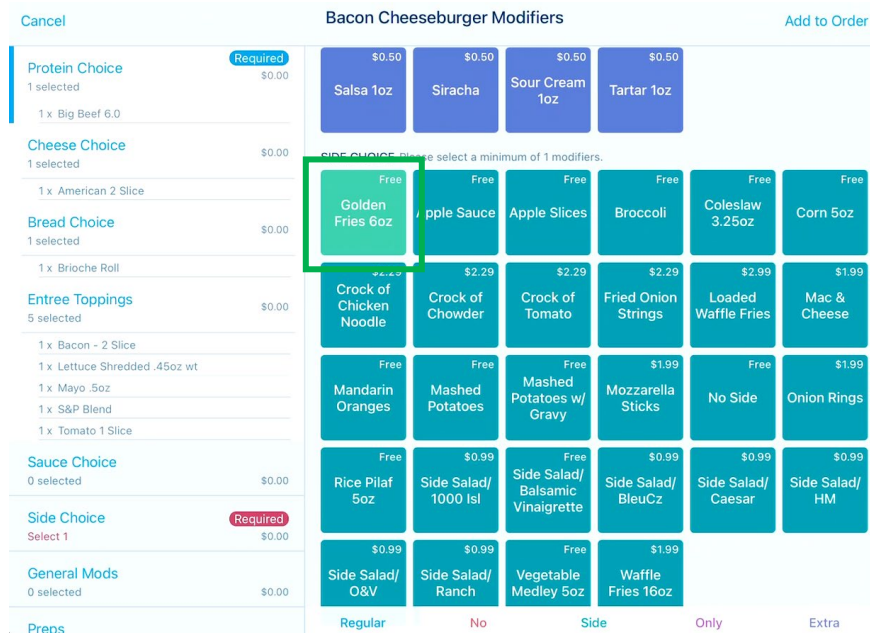 Cancel
Bacon Cheeseburger Modifiers
Add to Order
Protein Choice
Required
1 selected
$0.00
1 x Big Beef 6.0
Cheese Choice
1 selected
$0.00
1 x American 2 Slice
Bread Choice
1 selected
$0.00
1 x Brioche Roll
Entree Toppings
5 selected
$0.00
1 x Bacon - 2 Slice
1 x Lettuce Shredded .45oz wt
1 x Mayo .5oz
1 x S&P Blend
1 x Tomato 1 Slice
Sauce Choice
0 selected
$0.00
Side Choice
Required
Select 1
$0.00
General Mods
0 selected
$0.00
Preps
$0.50
Salsa 1oz
$0.50
Siracha
$0.50
Sour Cream
1oz
$0.50
Tartar 1oz
SIDE CHOICE Please select a minimum of 1 modifiers.
Free
Golden
Fries 6oz
Free
Apple Sauce
Free
Apple Slices
Free
Broccoli
Free
Coleslaw
3.25oz
Free
Corn 5oz
$2.29
Crock of
Chicken
Noodle
$2.29
Crock of
Chowder
$2.29
Crock of
Tomato
$2.29
Fried Onion
Strings
$2.99
Loaded
Waffle Fries
$1.99
Mac &
Cheese
Free
Mandarin
Oranges
Free
Mashed
Potatoes
Free
Mashed
Potatoes w/
Gravy
$1.99
Mozzarella
Sticks
Free
No Side
$1.99
Onion Rings
Free
Rice Pilaf
5oz
$0.99
Side Salad/
1000 Isl
Free
Side Salad/
Balsamic
Vinaigrette
$0.99
Side Salad/
BleuCz
$0.99
Side Salad/
Caesar
$0.99
Side Salad/
HM
$0.99
Side Salad/
O&V
$0.99
Side Salad/
Ranch
Free
Vegetable
Medley 5oz
$1.99
Waffle
Fries 16oz
Regular
No
Side
Only
Extra